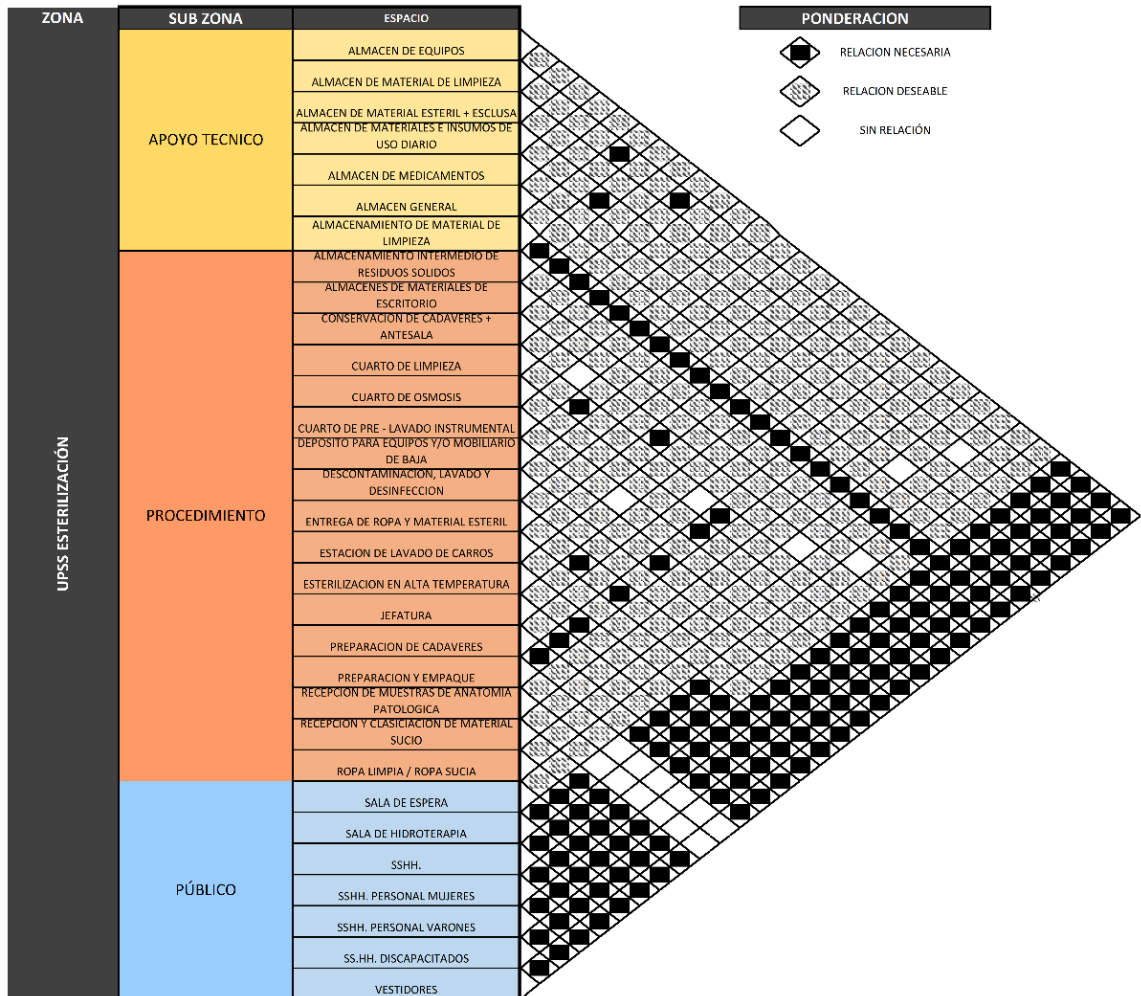 ZONA
SUB ZONA
ESPACIO
PONDERACION
RELACION NECESARIA
RELACION DESEABLE
SIN RELACIÓN
UPSS ESTERILIZACIÓN
APOYO TECNICO
ALMACEN DE EQUIPOS
ALMACEN DE MATERIAL DE LIMPIEZA
ALMACEN DE MATERIAL ESTERIL + ESCLUSA
ALMACEN DE MATERIALES E INSUMOS DE
USO DIARIO
ALMACEN DE MEDICAMENTOS
ALMACEN GENERAL
ALMACENAMIENTO DE MATERIAL DE
LIMPIEZA
PROCEDIMIENTO
ALMACENAMIENTO INTERMEDIO DE
RESIDUOS SOLIDOS
ALMACENES DE MATERIALES DE
ESCRITORIO
CONSERVACION DE CADAVERES +
ANTESALA
CUARTO DE LIMPIEZA
CUARTO DE OSMOSIS
CUARTO DE PRE - LAVADO INSTRUMENTAL
DEPOSITO PARA EQUIPOS Y/O MOBILIARIO
DE BAJA
DESCONTAMINACION, LAVADO Y
DESINFECCION
ENTREGA DE ROPA Y MATERIAL ESTERIL
ESTACION DE LAVADO DE CARROS
ESTERILIZACION EN ALTA TEMPERATURA
JEFATURA
PREPARACION DE CADAVERES
PREPARACION Y EMPAQUE
RECEPCION DE MUESTRAS DE ANATOMIA
PATOLOGICA
RECEPCION Y CLASICIACION DE MATERIAL
SUCIO
ROPA LIMPIA / ROPA SUCIA
PÚBLICO
SALA DE ESPERA
SALA DE HIDROTERAPIA
SSHH.
SSHH. PERSONAL MUJERES
SSHH. PERSONAL VARONES
SS.HH. DISCAPACITADOS
VESTIDORES